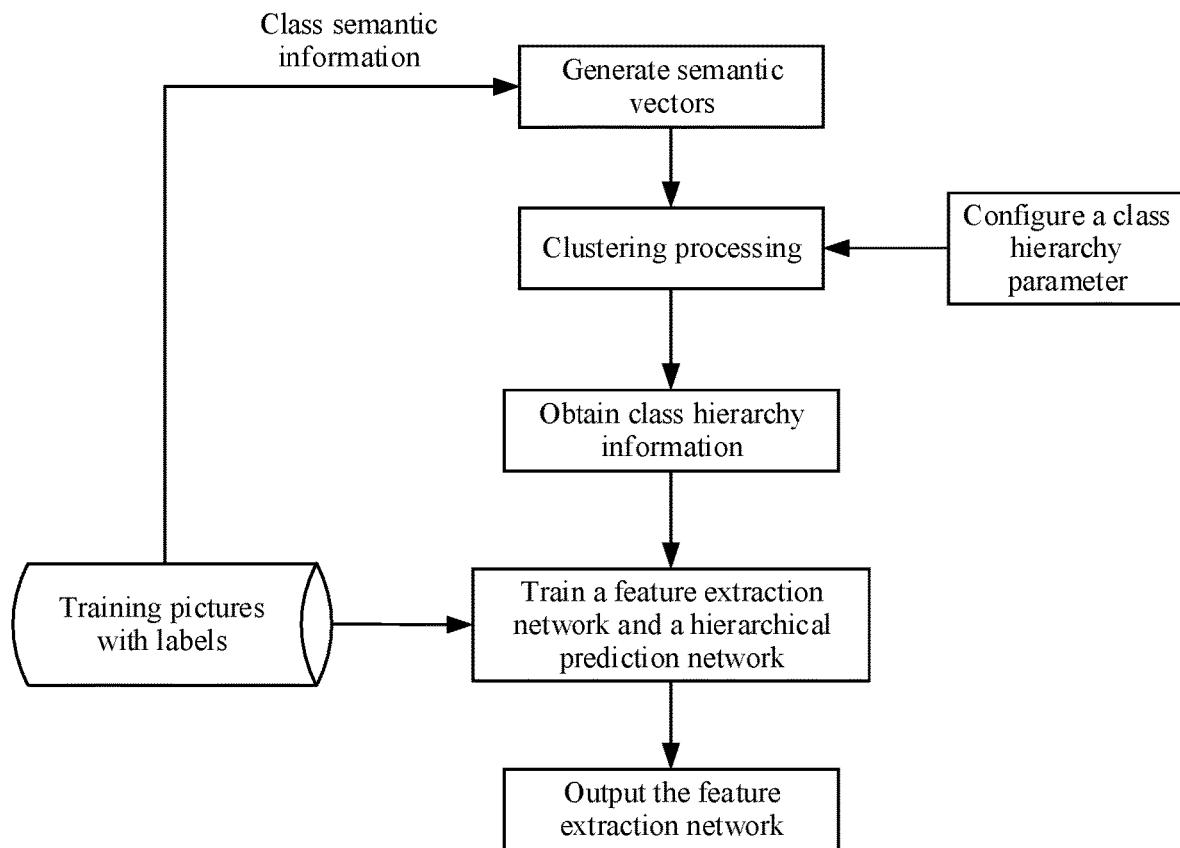 Class semantic
information
Generate semantic
vectors
Clustering processing
Configure a class
hierarchy
parameter
Obtain class hierarchy
information
Training pictures
with labels
Train a feature extraction
network and a hierarchical
prediction network
Output the feature
extraction network